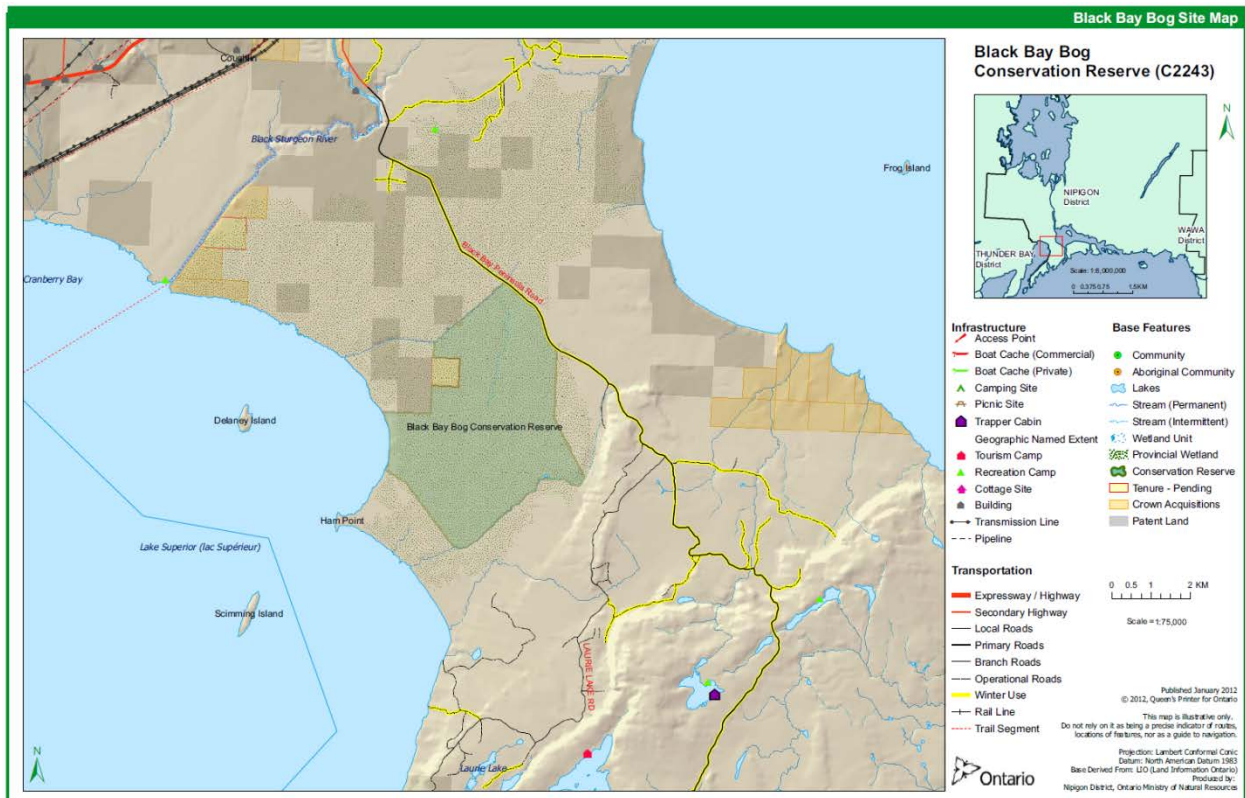 Black Bay Bog Site Map
Coughlin
Black Sturgeon River
Frog Island
Cranberry Bay
Black Bay Peninsula Road
Delaney Island
Black Bay Bog Conservation Reserve
Ham Point
Lake Superior (lac Supérieur)
Scimming Island
LAURIE LAKE RD
Laurie Lake
N
Black Bay Bog
Conservation Reserve (C2243)
N
NIPIGON
District
WAWA
District
THUNDER BAY
District
Scale: 1:6,000,000
0 0.375 0.75 1.5 KM
Infrastructure
Access Point
Boat Cache (Commercial)
Boat Cache (Private)
Camping Site
Picnic Site
Trapper Cabin
Geographic Named Extent
Tourism Camp
Recreation Camp
Cottage Site
Building
Transmission Line
Pipeline
Base Features
Community
Aboriginal Community
Lakes
Stream (Permanent)
Stream (Intermittent)
Wetland Unit
Provincial Wetland
Conservation Reserve
Tenure - Pending
Crown Acquisitions
Patent Land
Transportation
Expressway / Highway
Secondary Highway
Local Roads
Primary Roads
Branch Roads
Operational Roads
Winter Use
Rail Line
Trail Segment
0 0.5 1 2 KM
Scale = 1:75,000
Published January 2012
© 2012, Queen's Printer for Ontario
This map is illustrative only.
Do not rely on it as being a precise indicator of routes,
locations of features, nor as a guide to navigation.
Projection: Lambert Conformal Conic
Datum: North American Datum 1983
Base Derived From: LIO (Land Information Ontario)
Produced by:
Nipigon District, Ontario Ministry of Natural Resources
Ontario